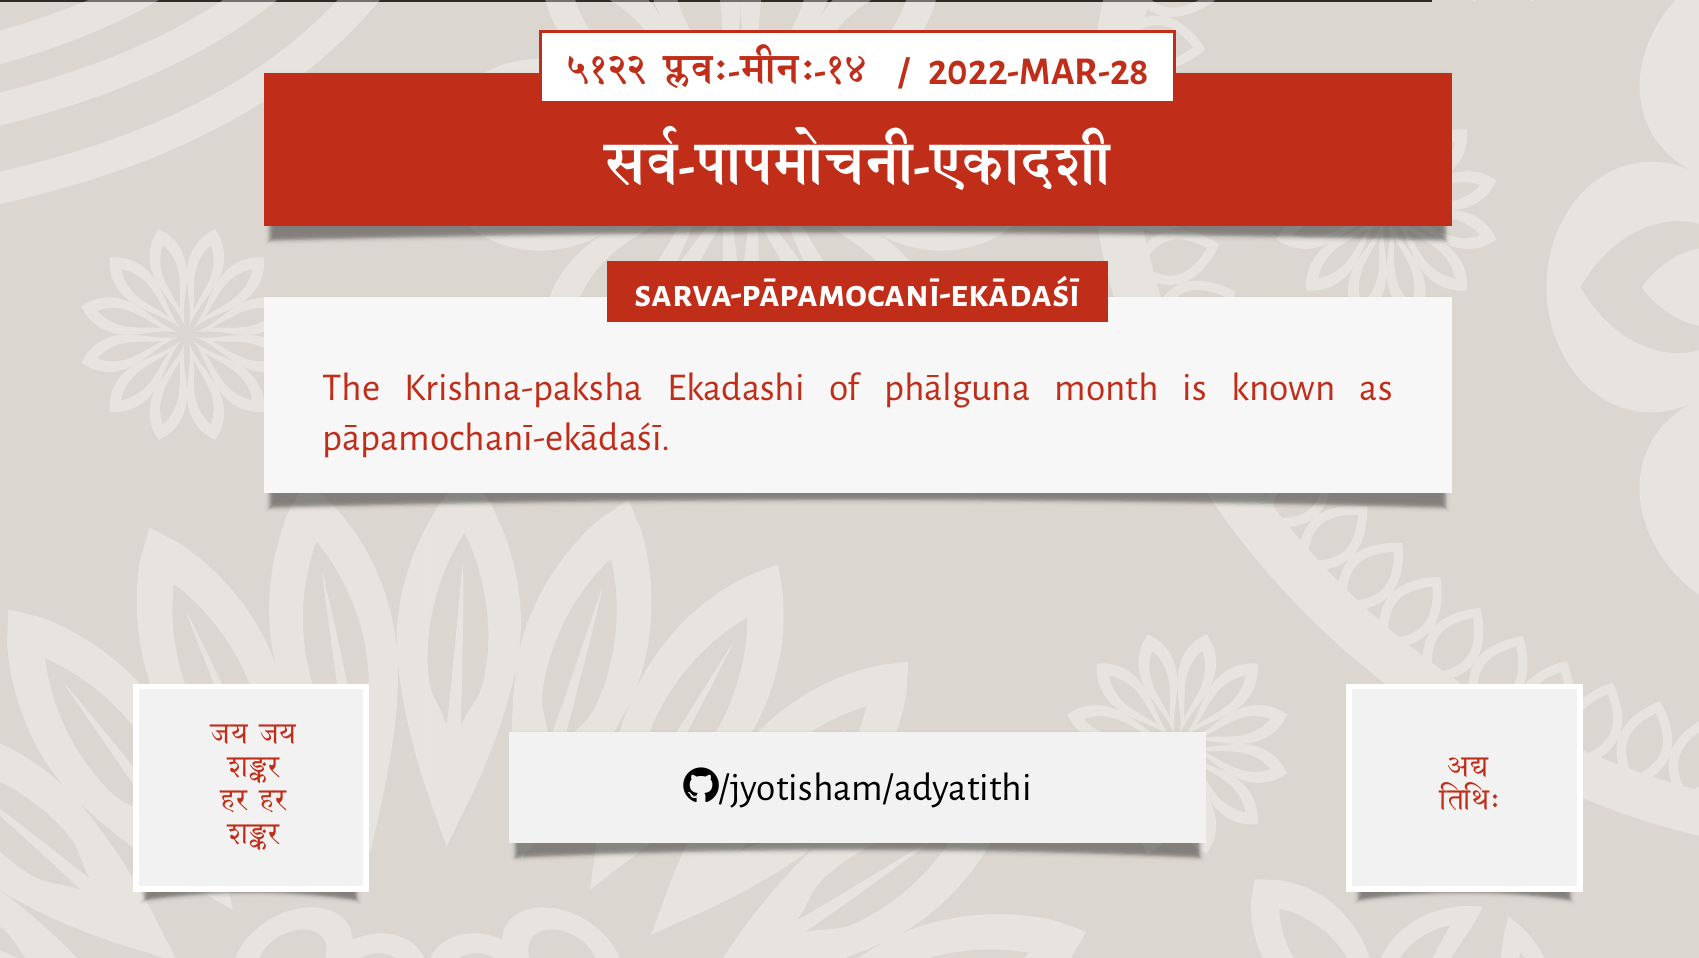 ५१२२ प्लवः-मीनः-१४ / 2022-MAR-28
सर्व-पापमोचनी-एकादशी
SARVA-PĀPAMOCANĪ-EKĀDAŚĪ
The Krishna-paksha Ekadashi of phālguna month is known as
pāpamochanī-ekādaśī.
जय जय
शङ्कर
हर हर
शङ्कर
/jyotisham/adyatithi
अद्य
तिथिः